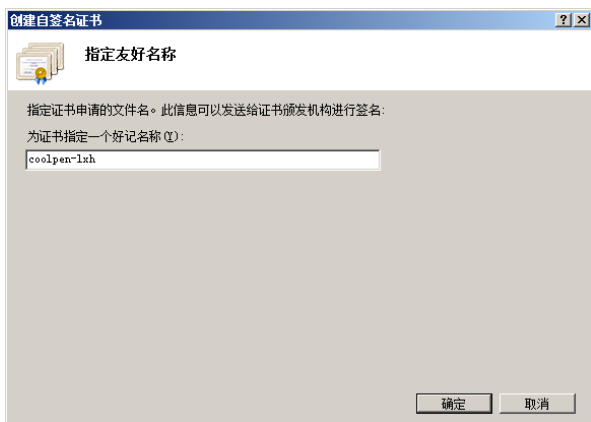 创建自签名证书
指定友好名称
指定证书申请的文件名。此信息可以发送给证书颁发机构进行签名:
为证书指定一个好记名称(Y):
coolpen-lxh
确定
取消